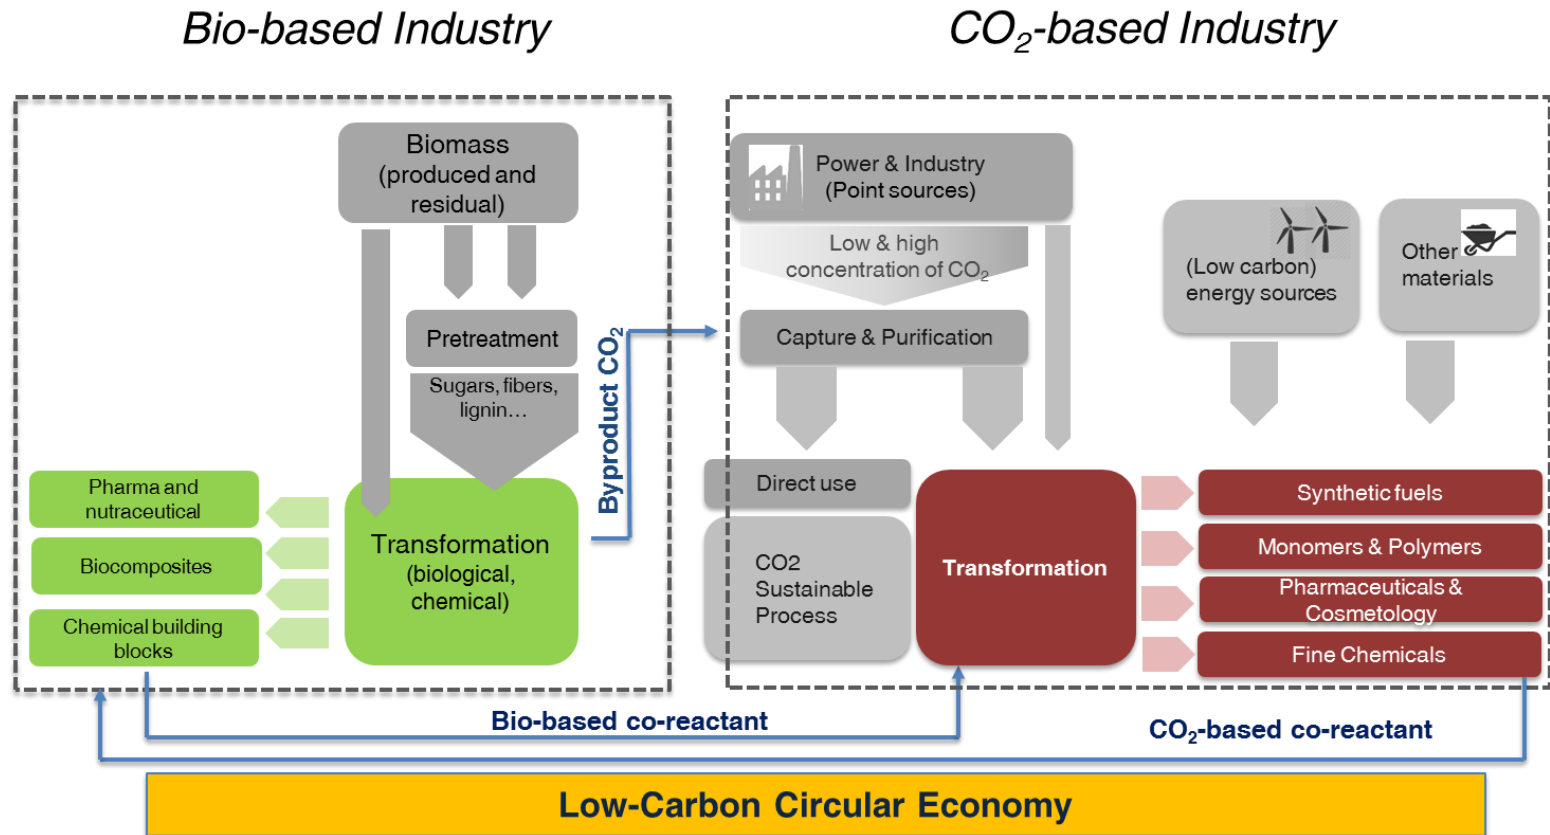 Bio-based Industry
CO₂-based Industry
Biomass
(produced and
residual)
Pretreatment
Sugars, fibers,
lignin…
Transformation
(biological,
chemical)
Pharma and
nutraceutical
Biocomposites
Chemical building
blocks
Byproduct CO₂
Power & Industry
(Point sources)
Low & high
concentration of CO₂
Capture & Purification
Direct use
CO2
Sustainable
Process
Transformation
(Low carbon)
energy sources
Other
materials
Synthetic fuels
Monomers & Polymers
Pharmaceuticals &
Cosmetology
Fine Chemicals
Bio-based co-reactant
CO₂-based co-reactant
Low-Carbon Circular Economy